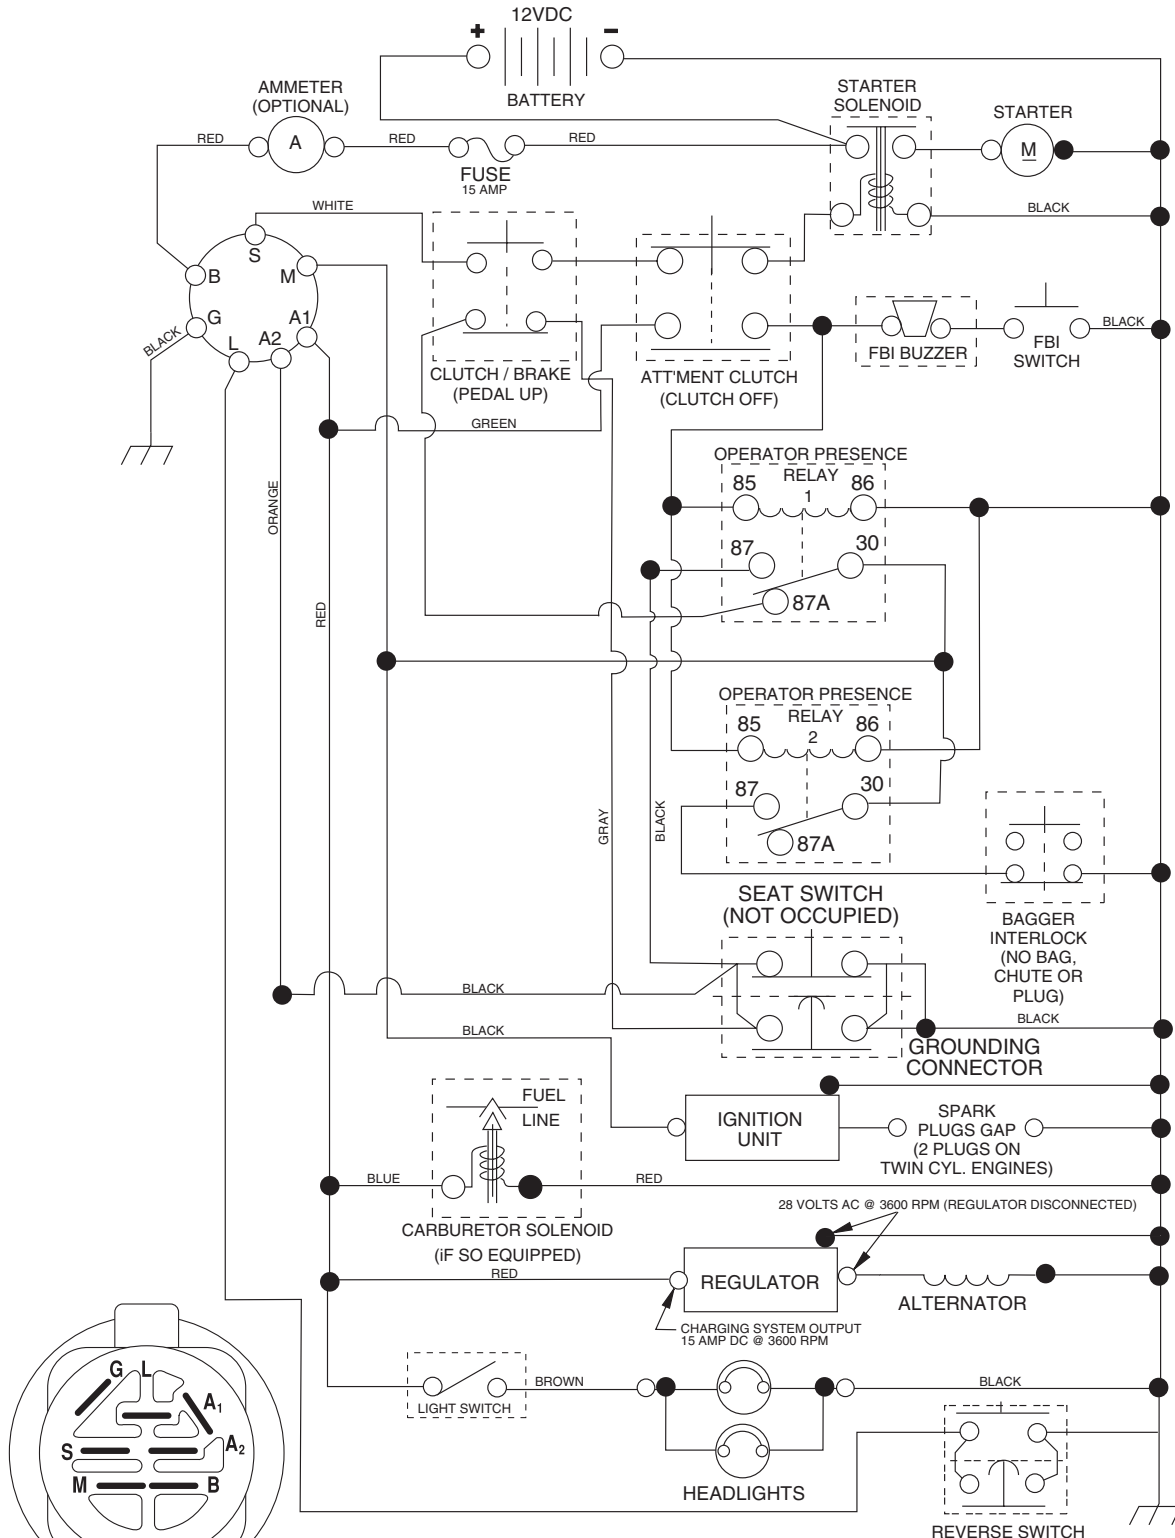 12VDC
+
-
BATTERY
AMMETER
(OPTIONAL)
STARTER
SOLENOID
STARTER
RED
A
RED
RED
FUSE
15 AMP
M
WHITE
BLACK
S
B
M
G
A1
L
A2
BLACK
CLUTCH / BRAKE
(PEDAL UP)
ATT'MENT CLUTCH
(CLUTCH OFF)
FBI BUZZER
FBI
SWITCH
BLACK
GREEN
ORANGE
OPERATOR PRESENCE
RELAY
1
85
86
87
30
87A
RED
OPERATOR PRESENCE
RELAY
2
85
86
87
30
87A
GRAY
BLACK
SEAT SWITCH
(NOT OCCUPIED)
BAGGER
INTERLOCK
(NO BAG,
CHUTE OR
PLUG)
BLACK
BLACK
BLACK
GROUNDING
CONNECTOR
FUEL
LINE
IGNITION
UNIT
SPARK
PLUGS GAP
(2 PLUGS ON
TWIN CYL. ENGINES)
BLUE
RED
CARBURETOR SOLENOID
(iF SO EQUIPPED)
28 VOLTS AC @ 3600 RPM (REGULATOR DISCONNECTED)
RED
REGULATOR
ALTERNATOR
CHARGING SYSTEM OUTPUT
15 AMP DC @ 3600 RPM
LIGHT SWITCH
BROWN
BLACK
HEADLIGHTS
REVERSE SWITCH
G
L
A1
S
A2
M
B